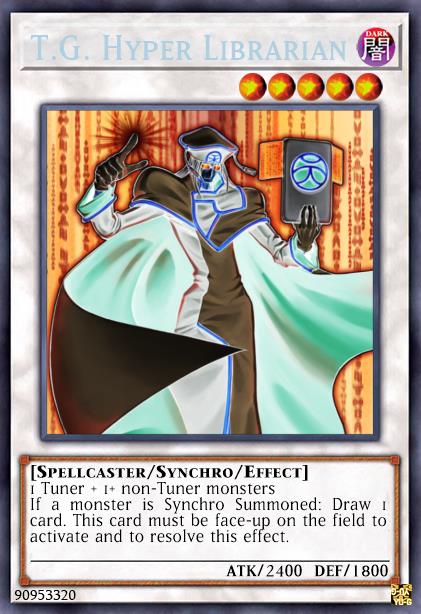 T.G. Hyper Librarian
DARK
闇
[Spellcaster/Synchro/Effect]
1 Tuner + 1+ non-Tuner monsters
If a monster is Synchro Summoned: Draw 1
card. This card must be face-up on the field to
activate and to resolve this effect.
ATK/2400 DEF/1800
90953320